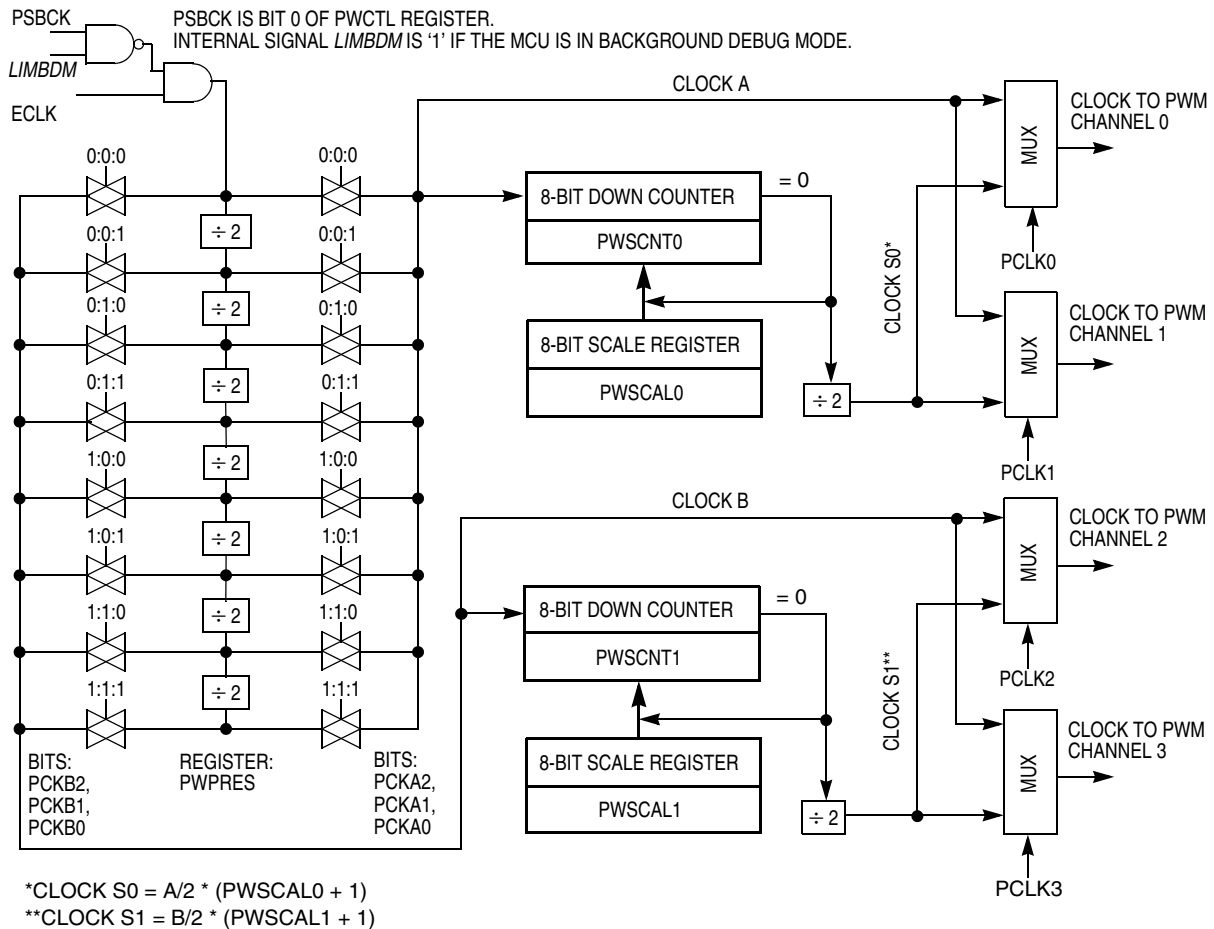 PSBCK
PSBCK IS BIT 0 OF PWCTL REGISTER.
INTERNAL SIGNAL LIMBDM IS ‘1’ IF THE MCU IS IN BACKGROUND DEBUG MODE.
LIMBDM
ECLK
0:0:0
÷ 2
0:0:1
÷ 2
0:1:0
÷ 2
0:1:1
÷ 2
1:0:0
÷ 2
1:0:1
÷ 2
1:1:0
÷ 2
1:1:1
BITS:
PCKB2,
PCKB1,
PCKB0
REGISTER:
PWPRES
0:0:0
0:0:1
0:1:0
0:1:1
1:0:0
1:0:1
1:1:0
1:1:1
BITS:
PCKA2,
PCKA1,
PCKA0
CLOCK A
8-BIT DOWN COUNTER
PWSCNT0
= 0
8-BIT SCALE REGISTER
PWSCAL0
÷ 2
CLOCK S0*
MUX
CLOCK TO PWM
CHANNEL 0
PCLK0
MUX
CLOCK TO PWM
CHANNEL 1
PCLK1
CLOCK B
8-BIT DOWN COUNTER
PWSCNT1
= 0
8-BIT SCALE REGISTER
PWSCAL1
÷ 2
CLOCK S1**
MUX
CLOCK TO PWM
CHANNEL 2
PCLK2
MUX
CLOCK TO PWM
CHANNEL 3
PCLK3
*CLOCK S0 = A/2 * (PWSCAL0 + 1)
**CLOCK S1 = B/2 * (PWSCAL1 + 1)